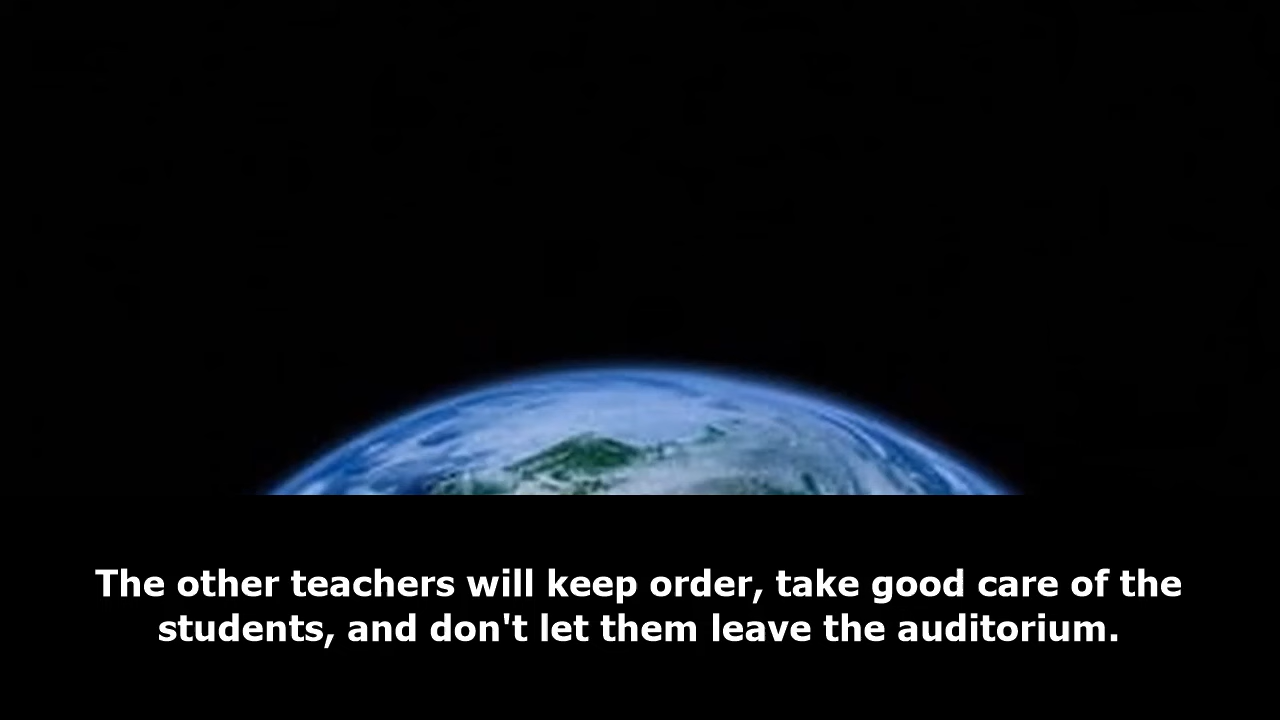 The other teachers will keep order, take good care of the
students, and don't let them leave the auditorium.